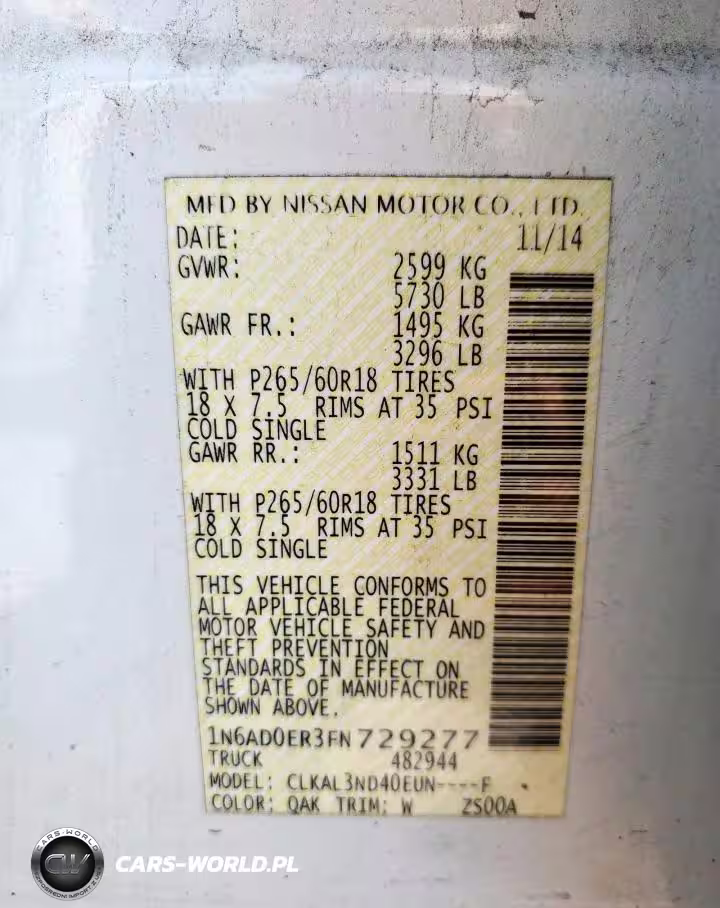 MFD BY NISSAN MOTOR CO., LTD.
DATE: 11/14
GVWR: 2599 KG
5730 LB
GAWR FR.: 1495 KG
3296 LB
WITH P265/60R18 TIRES
18 X 7.5 RIMS AT 35 PSI
COLD SINGLE
GAWR RR.: 1511 KG
3331 LB
WITH P265/60R18 TIRES
18 X 7.5 RIMS AT 35 PSI
COLD SINGLE
THIS VEHICLE CONFORMS TO
ALL APPLICABLE FEDERAL
MOTOR VEHICLE SAFETY AND
THEFT PREVENTION
STANDARDS IN EFFECT ON
THE DATE OF MANUFACTURE
SHOWN ABOVE.
1N6AD0ER3FN729277
TRUCK 482944
MODEL: CLKAL3ND40EUN----F
COLOR: QAK TRIM: W ZS00A
CARS-WORLD
CW
CARS-WORLD.PL